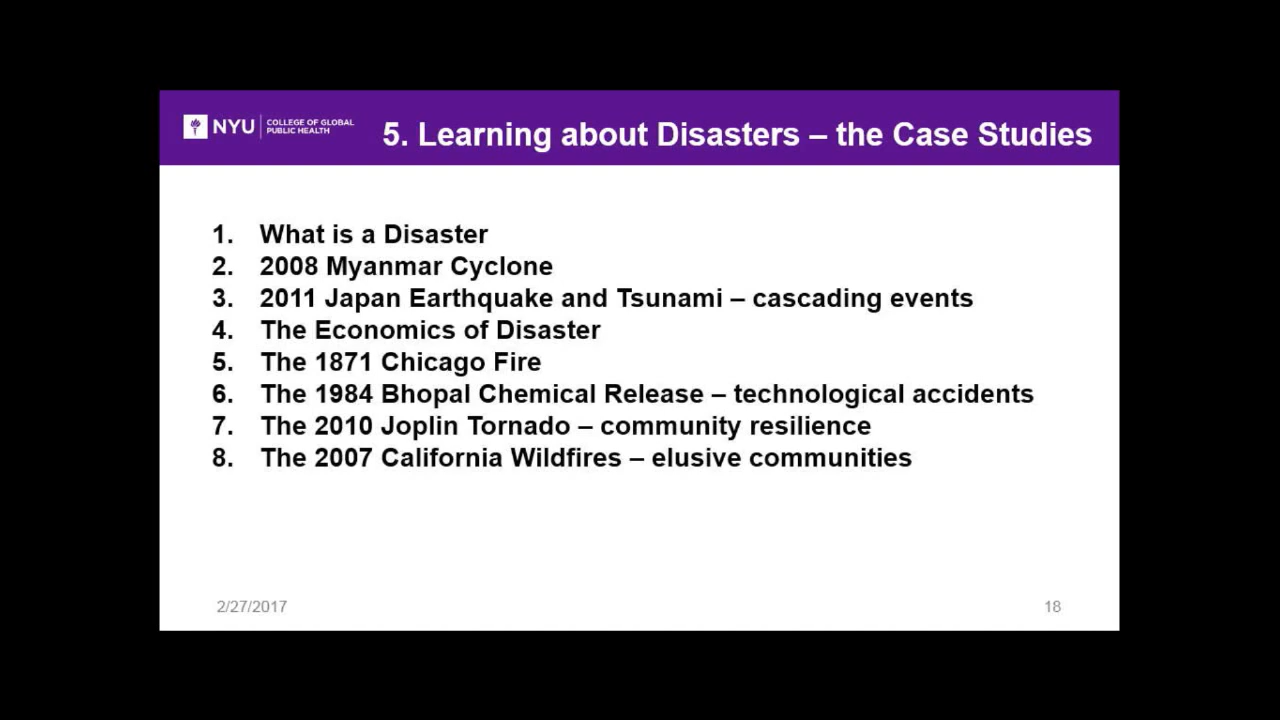 NYU
COLLEGE OF GLOBAL
PUBLIC HEALTH
5. Learning about Disasters – the Case Studies
1. What is a Disaster
2. 2008 Myanmar Cyclone
3. 2011 Japan Earthquake and Tsunami – cascading events
4. The Economics of Disaster
5. The 1871 Chicago Fire
6. The 1984 Bhopal Chemical Release – technological accidents
7. The 2010 Joplin Tornado – community resilience
8. The 2007 California Wildfires – elusive communities
2/27/2017
18